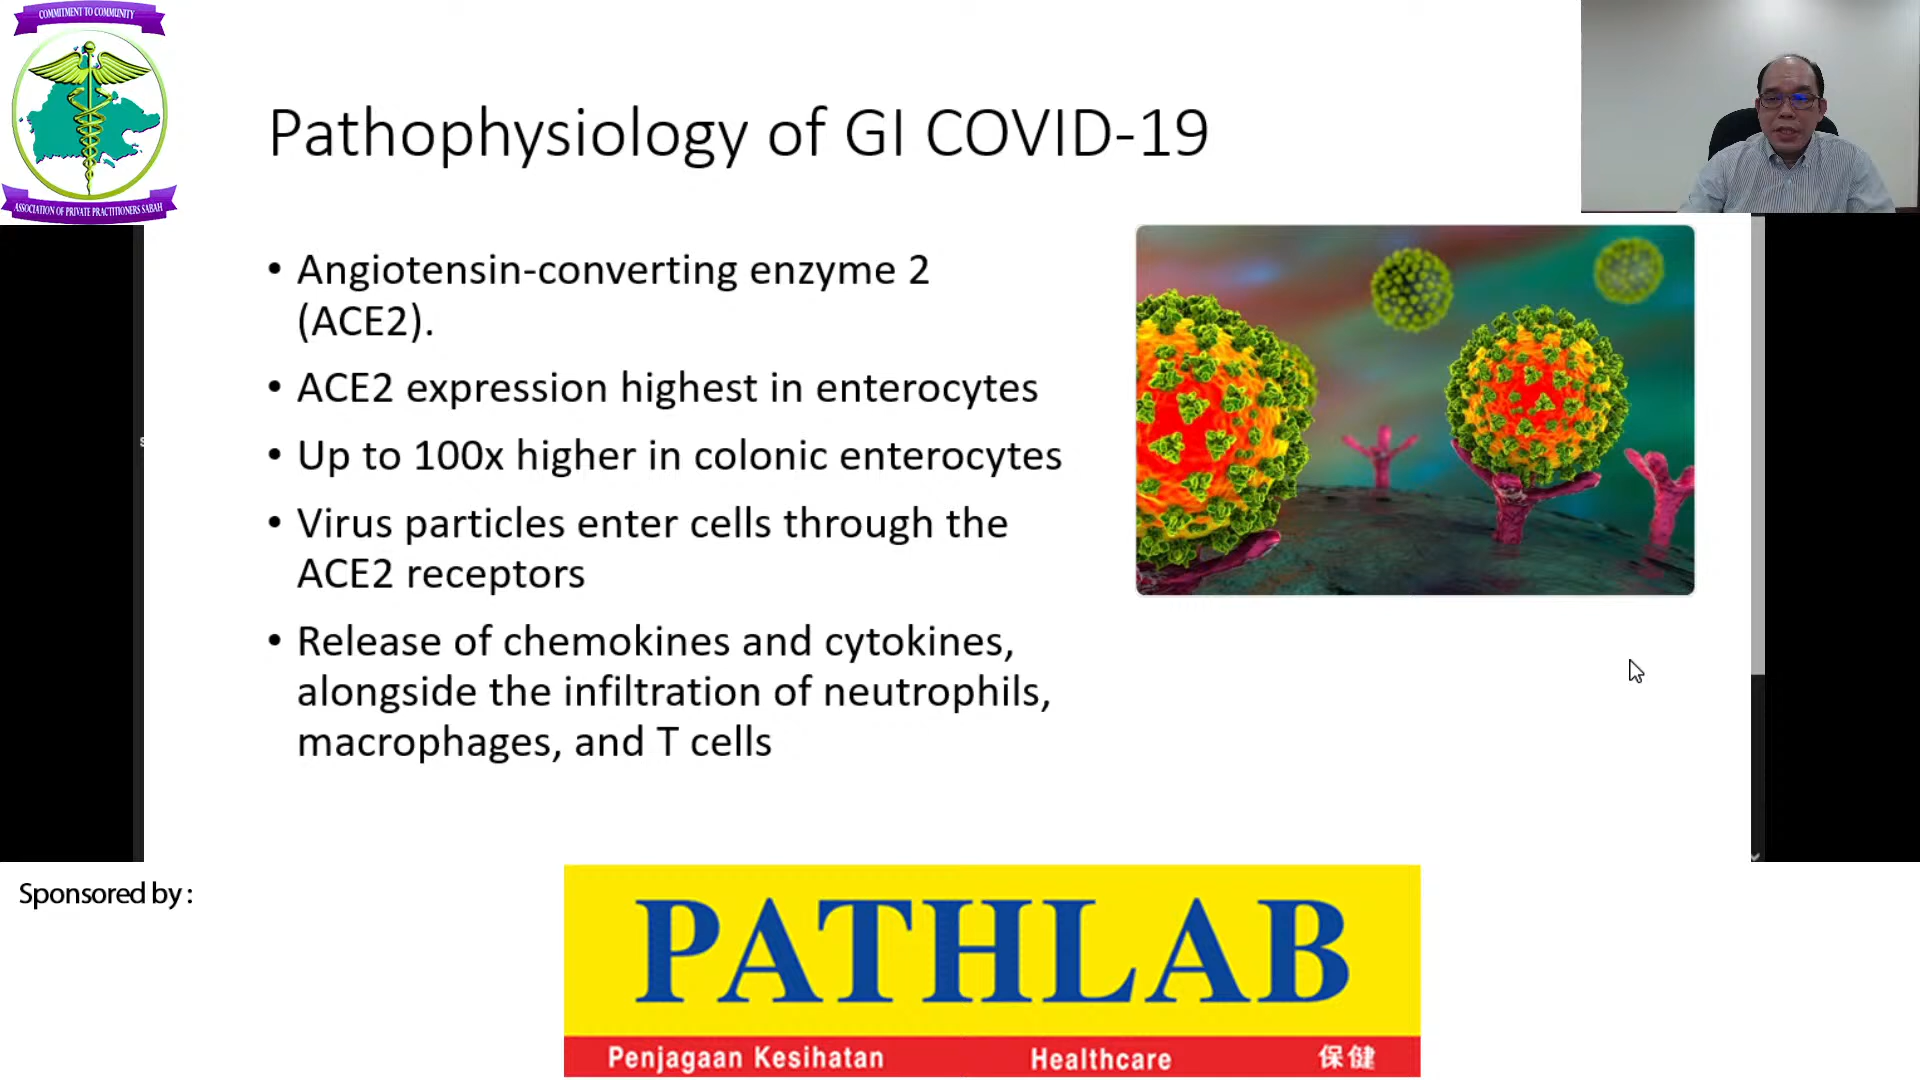 COMMITMENT TO COMMUNITY
ASSOCIATION OF PRIVATE PRACTITIONERS SABAH
Pathophysiology of GI COVID-19
• Angiotensin-converting enzyme 2
(ACE2).
• ACE2 expression highest in enterocytes
• Up to 100x higher in colonic enterocytes
• Virus particles enter cells through the
ACE2 receptors
• Release of chemokines and cytokines,
alongside the infiltration of neutrophils,
macrophages, and T cells
s
Sponsored by :
PATHLAB
Penjagaan Kesihatan Healthcare 保健